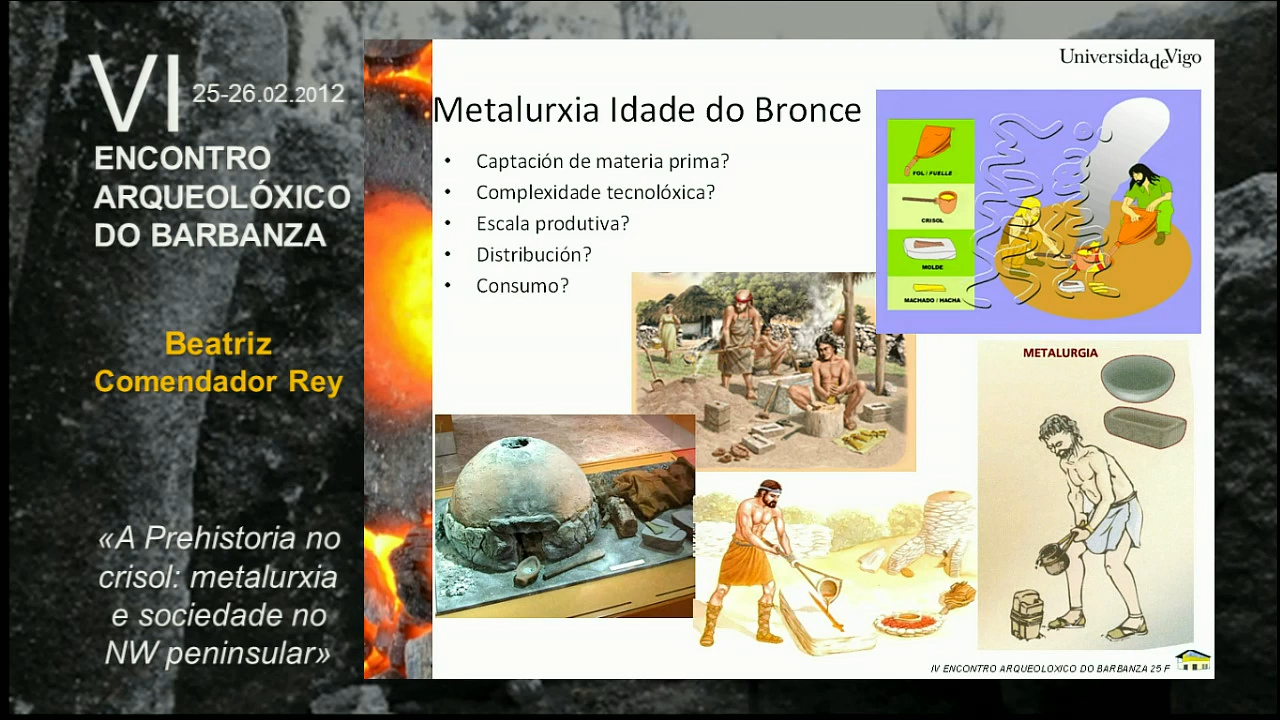 VI 25-26.02.2012
ENCONTRO
ARQUEOLÓXICO
DO BARBANZA
Beatriz
Comendador Rey
«A Prehistoria no
crisol: metalurxia
e sociedade no
NW peninsular»
UniversidadeVigo
Metalurxia Idade do Bronce
• Captación de materia prima?
• Complexidade tecnolóxica?
• Escala produtiva?
• Distribución?
• Consumo?
FOL / FUELLE
CRISOL
MOLDE
MACHADO / HACHA
METALURGIA
IV ENCONTRO ARQUEOLOXICO DO BARBANZA 25 F